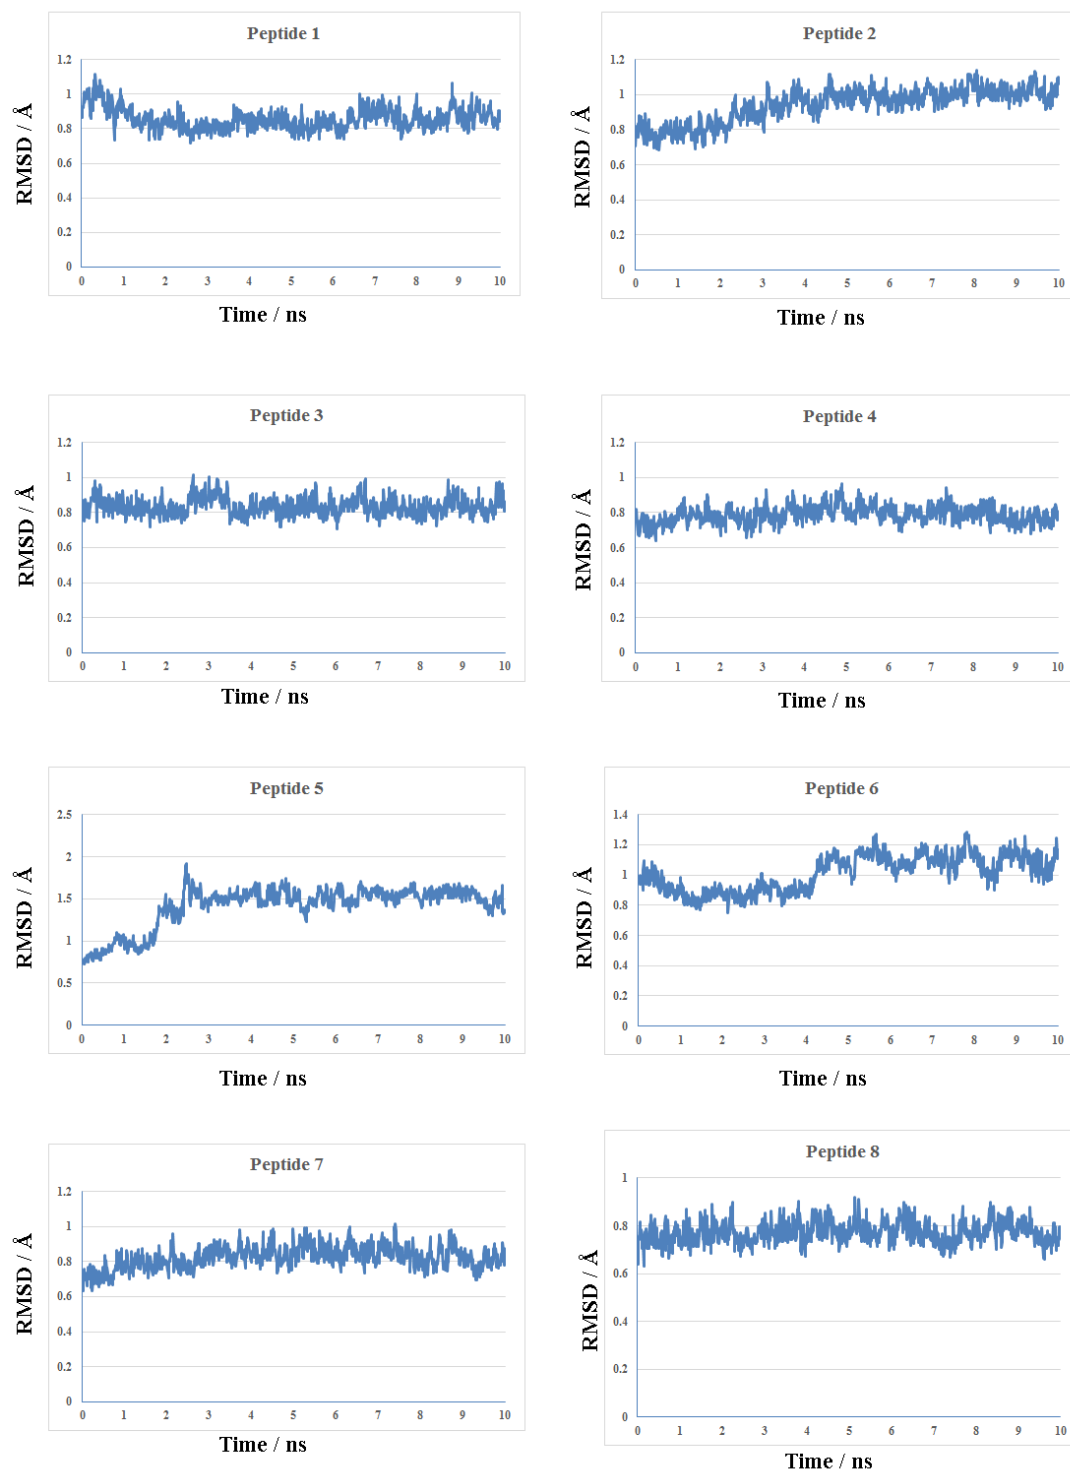 Peptide 1
RMSD / Å
1.2
1
0.8
0.6
0.4
0.2
0
0 1 2 3 4 5 6 7 8 9 10
Time / ns
Peptide 2
RMSD / Å
1.2
1
0.8
0.6
0.4
0.2
0
0 1 2 3 4 5 6 7 8 9 10
Time / ns
Peptide 3
RMSD / Å
1.2
1
0.8
0.6
0.4
0.2
0
0 1 2 3 4 5 6 7 8 9 10
Time / ns
Peptide 4
RMSD / Å
1.2
1
0.8
0.6
0.4
0.2
0
0 1 2 3 4 5 6 7 8 9 10
Time / ns
Peptide 5
RMSD / Å
2.5
2
1.5
1
0.5
0
0 1 2 3 4 5 6 7 8 9 10
Time / ns
Peptide 6
RMSD / Å
1.4
1.2
1
0.8
0.6
0.4
0.2
0
0 1 2 3 4 5 6 7 8 9 10
Time / ns
Peptide 7
RMSD / Å
1.2
1
0.8
0.6
0.4
0.2
0
0 1 2 3 4 5 6 7 8 9 10
Time / ns
Peptide 8
RMSD / Å
1
0.8
0.6
0.4
0.2
0
0 1 2 3 4 5 6 7 8 9 10
Time / ns